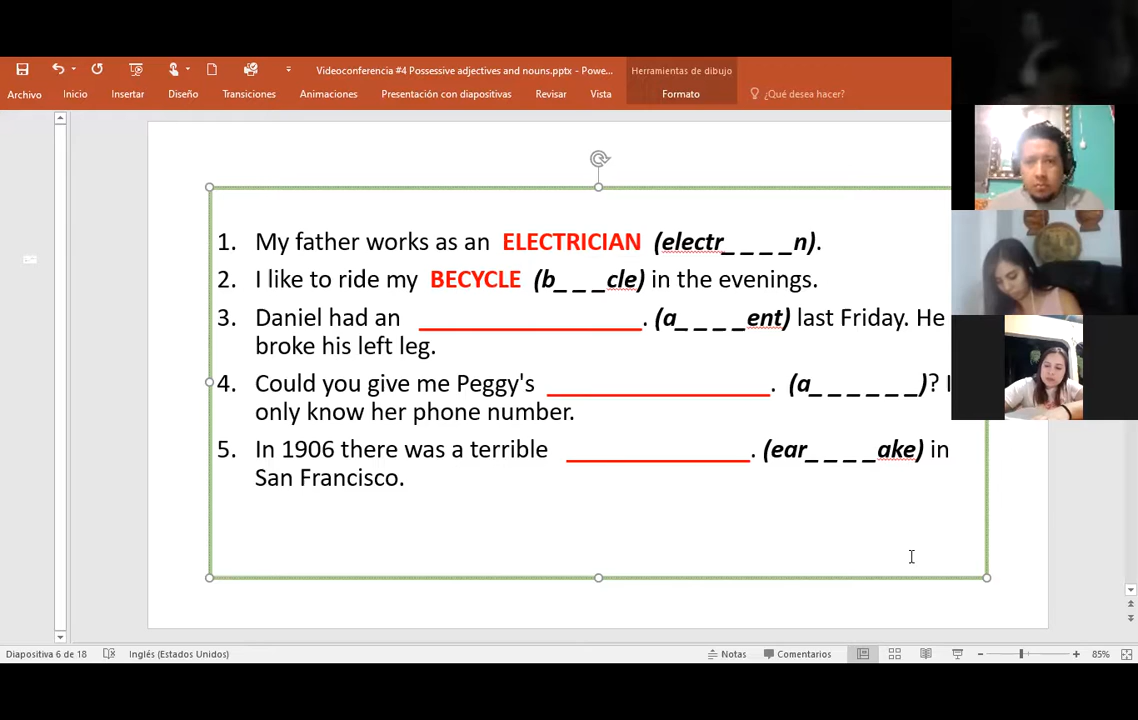 Videoconferencia #4 Possessive adjectives and nouns.pptx - Powe...
Herramientas de dibujo
Archivo Inicio Insertar Diseño Transiciones Animaciones Presentación con diapositivas Revisar Vista Formato ¿Qué desea hacer?
1. My father works as an ELECTRICIAN (electr_ _ _ _n).
2. I like to ride my BECYCLE (b_ _ _cle) in the evenings.
3. Daniel had an ________________. (a_ _ _ _ent) last Friday. He
broke his left leg.
4. Could you give me Peggy's ________________. (a_ _ _ _ _ _)? I
only know her phone number.
5. In 1906 there was a terrible _____________. (ear_ _ _ _ake) in
San Francisco.
Diapositiva 6 de 18 Inglés (Estados Unidos) Notas Comentarios 85%